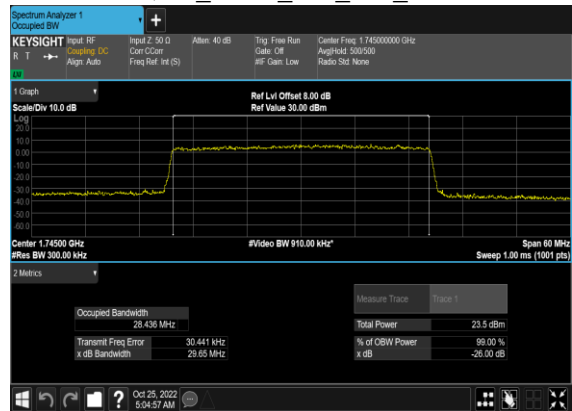 Spectrum Analyzer 1
Occupied BW
+
KEYSIGHT Input: RF Input Z: 50 Ω Atten: 40 dB Trig: Free Run Center Freq: 1.745000000 GHz
R T Coupling: DC Corr CCorr Gate: Off Avg|Hold: 500/500
Align: Auto Freq Ref: Int (S) #IF Gain: Low Radio Std: None
LW
1 Graph
Ref Lvl Offset 8.00 dB
Scale/Div 10.0 dB Ref Value 30.00 dBm
Log
20.0
10.0
0.00
-10.0
-20.0
-30.0
-40.0
-50.0
-60.0
Center 1.74500 GHz #Video BW 910.00 kHz* Span 60 MHz
#Res BW 300.00 kHz Sweep 1.00 ms (1001 pts)
2 Metrics
Measure Trace Trace 1
Occupied Bandwidth
28.436 MHz Total Power 23.5 dBm
Transmit Freq Error 30.441 kHz % of OBW Power 99.00 %
x dB Bandwidth 29.65 MHz x dB -26.00 dB
? Oct 25, 2022
5:04:57 AM